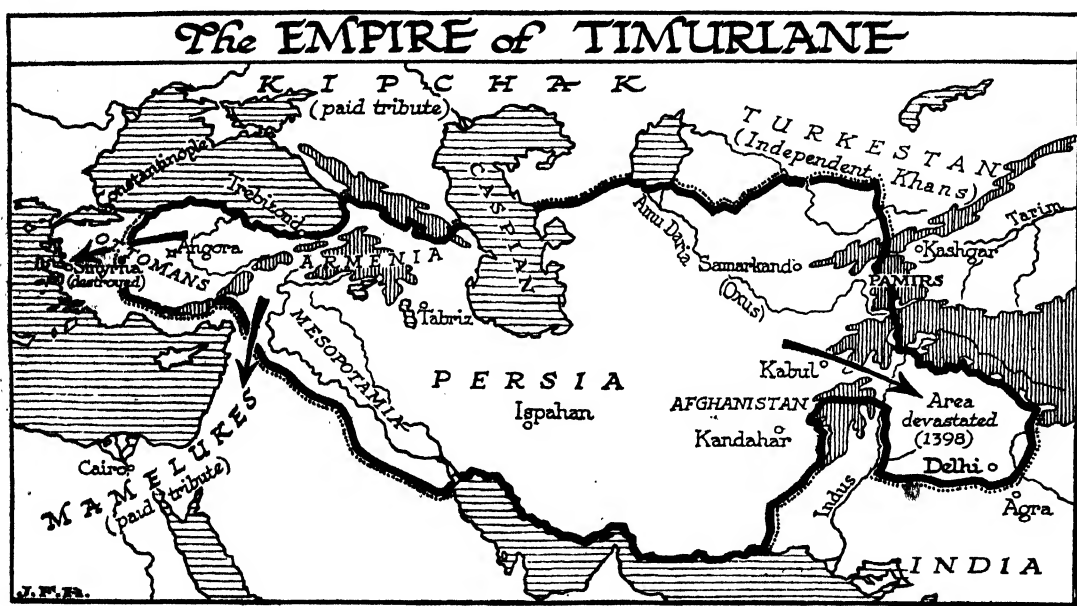 The EMPIRE of TIMURLANE
KIPCHAK
(paid tribute)
TURKESTAN
(Independent Khans)
Constantinople
Trebizond
CASPIAN
Amu Daria
(Oxus)
Samarkand
Kashgar
Tarim
PAMIRS
OTTOMANS
Angora
Smyrna
(destroyed)
ARMENIA
Tabriz
MESOPOTAMIA
PERSIA
Ispahan
Kabul
AFGHANISTAN
Kandahar
Area
devastated
(1398)
Delhi
Agra
Indus
INDIA
Cairo
MAMELUKES
(paid tribute)
J.F.H.